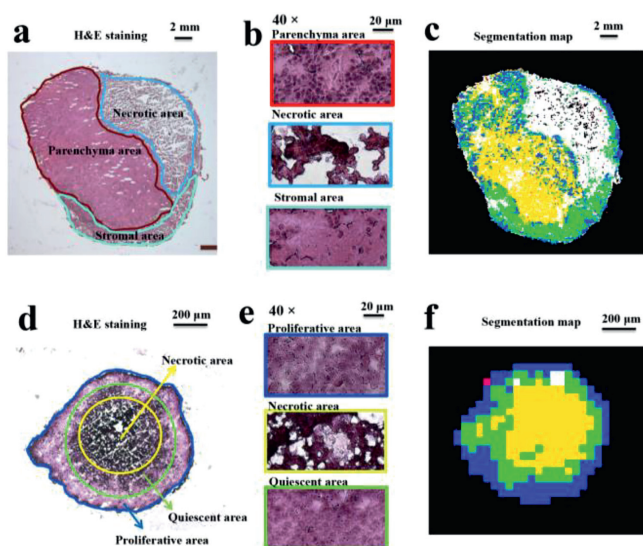 a
H&E staining
2 mm
Necrotic area
Parenchyma area
Stromal area
b
40 ×
20 μm
Parenchyma area
Necrotic area
Stromal area
c
Segmentation map
2 mm
d
H&E staining
200 μm
Necrotic area
Quiescent area
Proliferative area
e
40 ×
20 μm
Proliferative area
Necrotic area
Quiescent area
f
Segmentation map
200 μm